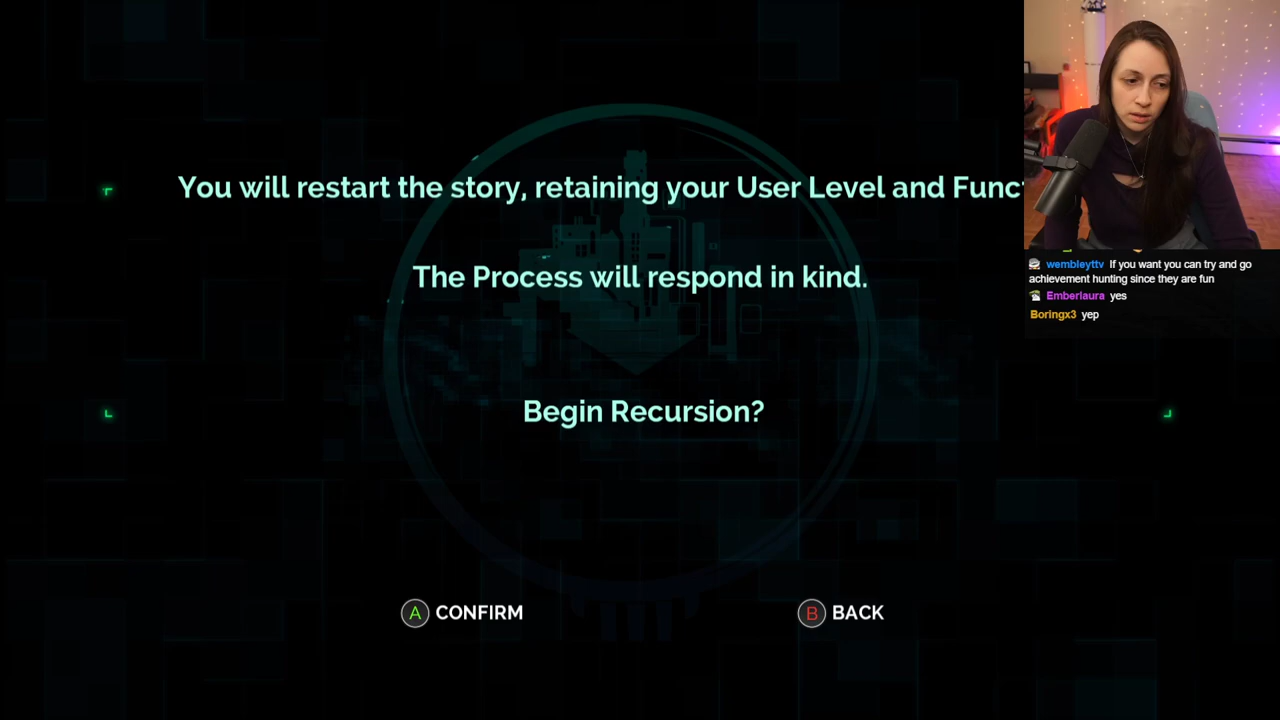 You will restart the story, retaining your User Level and Func
The Process will respond in kind.
Begin Recursion?
A CONFIRM
B BACK
wembleyttv If you want you can try and go
achievement hunting since they are fun
Emberlaura yes
Boringx3 yep